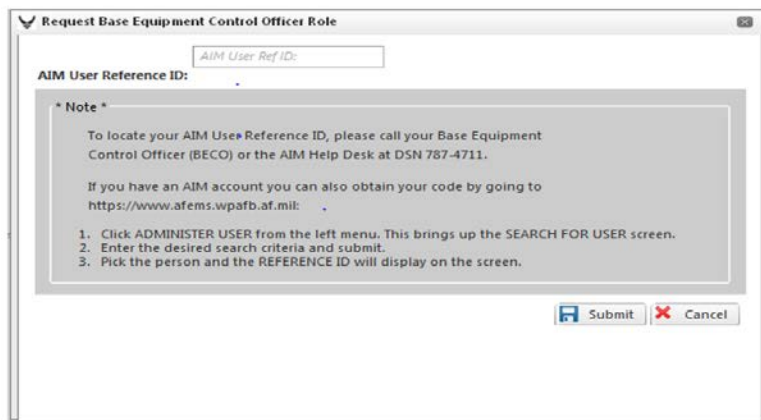 Request Base Equipment Control Officer Role
AIM User Ref ID:
AIM User Reference ID:
* Note *
To locate your AIM User Reference ID, please call your Base Equipment
Control Officer (BECO) or the AIM Help Desk at DSN 787-4711.
If you have an AIM account you can also obtain your code by going to
https://www.afems.wpafb.af.mil:
1. Click ADMINISTER USER from the left menu. This brings up the SEARCH FOR USER screen.
2. Enter the desired search criteria and submit.
3. Pick the person and the REFERENCE ID will display on the screen.
Submit Cancel